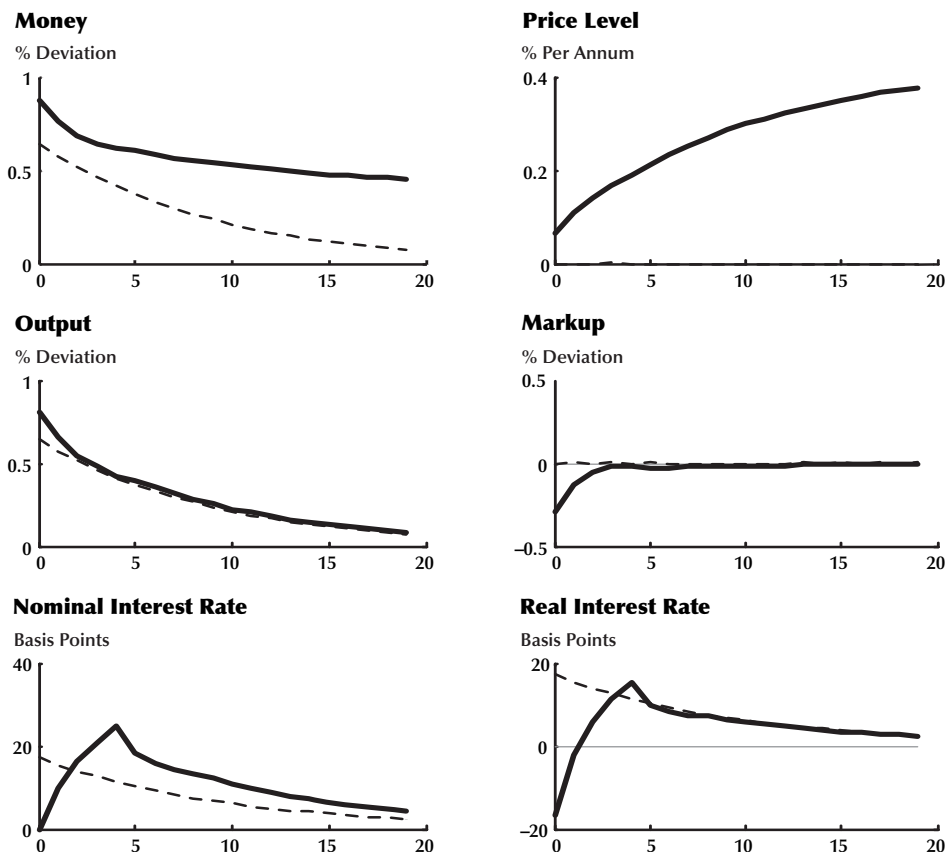 Money
% Deviation
1
0.5
0
0 5 10 15 20
Price Level
% Per Annum
0.4
0.2
0
0 5 10 15 20
Output
% Deviation
1
0.5
0
0 5 10 15 20
Markup
% Deviation
0.5
0
–0.5
0 5 10 15 20
Nominal Interest Rate
Basis Points
40
20
0
0 5 10 15 20
Real Interest Rate
Basis Points
20
0
–20
0 5 10 15 20